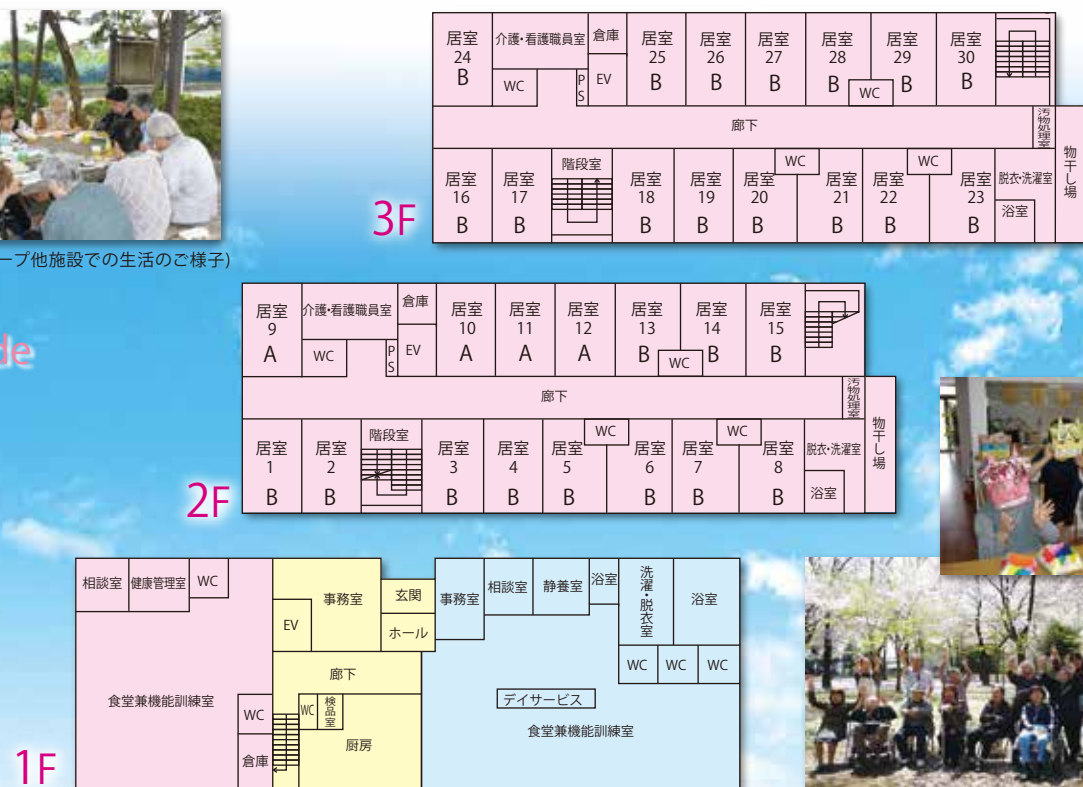 居室
24
B
介護・看護職員室
倉庫
WC
PS
EV
居室
25
B
居室
26
B
居室
27
B
居室
28
B
WC
居室
29
B
居室
30
B
廊下
汚物処理室
物干し場
居室
16
B
居室
17
B
階段室
居室
18
B
居室
19
B
居室
20
B
WC
居室
21
B
居室
22
B
WC
居室
23
B
脱衣・洗濯室
浴室
3F
ープ他施設での生活のご様子)
de
居室
9
A
介護・看護職員室
倉庫
WC
PS
EV
居室
10
A
居室
11
A
居室
12
A
居室
13
B
WC
居室
14
B
居室
15
B
廊下
汚物処理室
物干し場
居室
1
B
居室
2
B
階段室
居室
3
B
居室
4
B
居室
5
B
WC
居室
6
B
居室
7
B
WC
居室
8
B
脱衣・洗濯室
浴室
2F
相談室
健康管理室
WC
事務室
EV
玄関
ホール
事務室
相談室
静養室
浴室
洗濯・脱衣室
浴室
WC
WC
WC
廊下
食堂兼機能訓練室
WC
倉庫
WC
検品室
厨房
デイサービス
食堂兼機能訓練室
1F